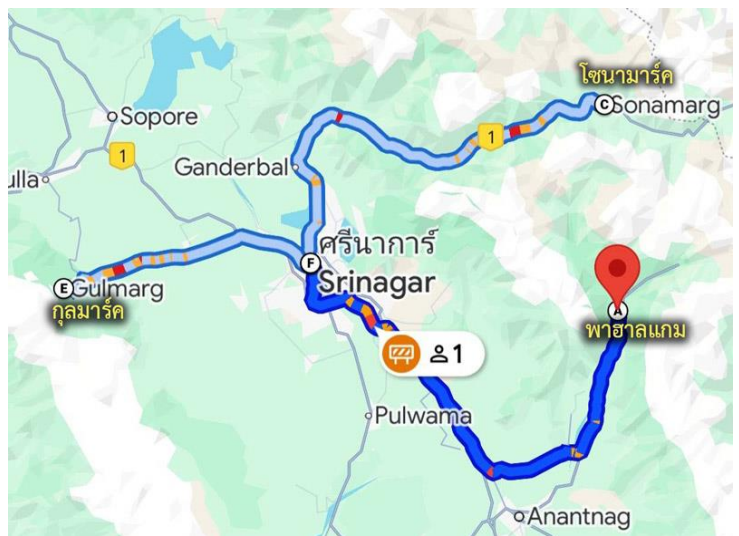 โซนามาร์ค
C
Sonamarg
Sopore
1
1
Ganderbal
ulla
ศรีนาการ์
F
Srinagar
E
Gulmarg
กุลมาร์ค
A
พาฮาลแกม
1
Pulwama
Anantnag